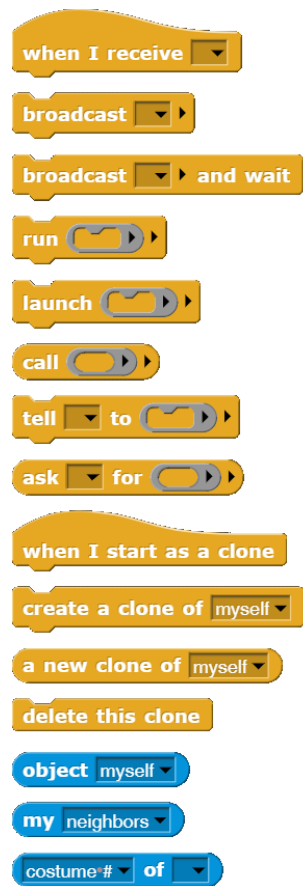 when I receive
broadcast
broadcast and wait
run
launch
call
tell to
ask for
when I start as a clone
create a clone of myself
a new clone of myself
delete this clone
object myself
my neighbors
costume # of